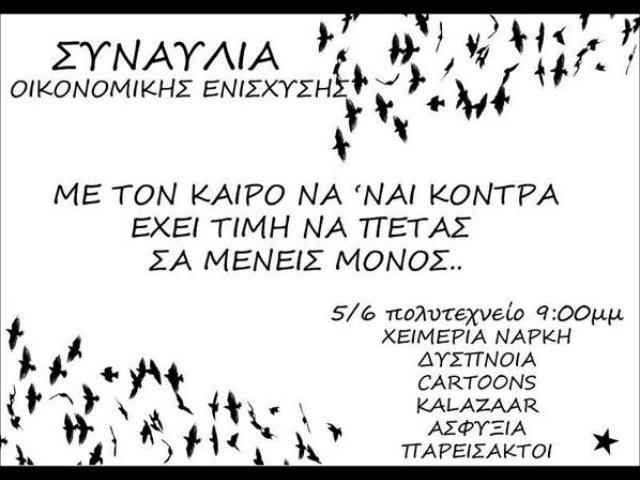 ΣΥΝΑΥΛΙΑ
ΟΙΚΟΝΟΜΙΚΗΣ ΕΝΙΣΧΥΣΗΣ
ΜΕ ΤΟΝ ΚΑΙΡΟ ΝΑ 'ΝΑΙ ΚΟΝΤΡΑ
ΕΧΕΙ ΤΙΜΗ ΝΑ ΠΕΤΑΣ
ΣΑ ΜΕΝΕΙΣ ΜΟΝΟΣ..
5/6 πολυτεχνείο 9:00μμ
ΧΕΙΜΕΡΙΑ ΝΑΡΚΗ
ΔΥΣΠΝΟΙΑ
CARTOONS
KALAZAAR
ΑΣΦΥΞΙΑ
ΠΑΡΕΙΣΑΚΤΟΙ